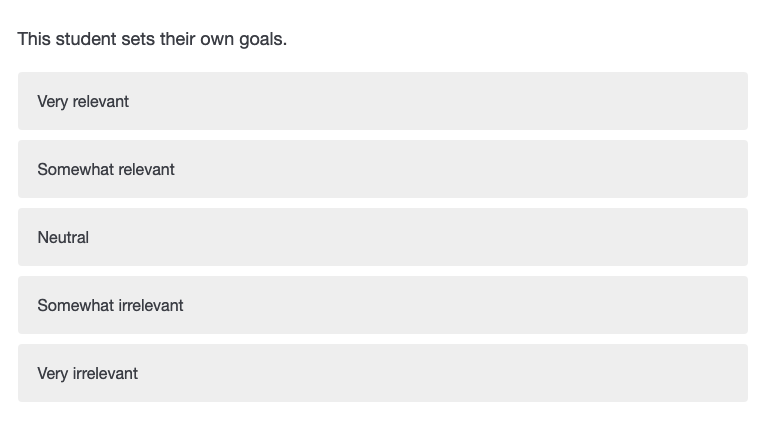 This student sets their own goals.
Very relevant
Somewhat relevant
Neutral
Somewhat irrelevant
Very irrelevant